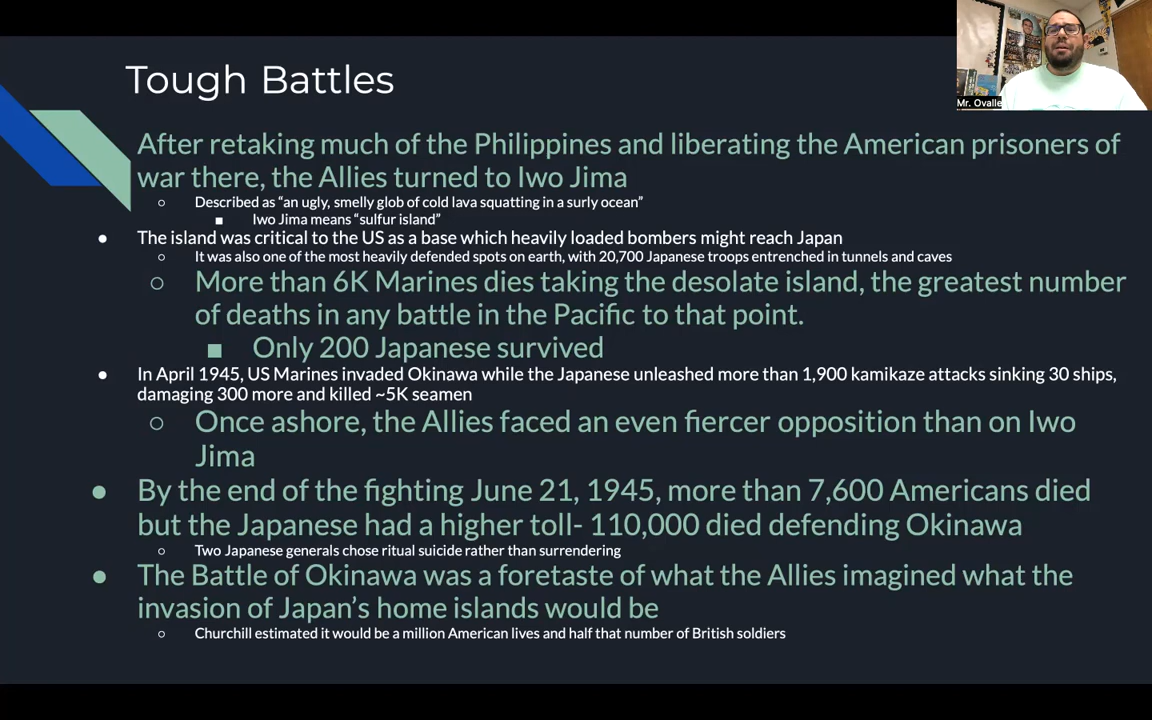 Tough Battles
Mr. Ovalle
After retaking much of the Philippines and liberating the American prisoners of
war there, the Allies turned to Iwo Jima
○ Described as “an ugly, smelly glob of cold lava squatting in a surly ocean”
■ Iwo Jima means “sulfur island”
● The island was critical to the US as a base which heavily loaded bombers might reach Japan
○ It was also one of the most heavily defended spots on earth, with 20,700 Japanese troops entrenched in tunnels and caves
○ More than 6K Marines dies taking the desolate island, the greatest number
of deaths in any battle in the Pacific to that point.
■ Only 200 Japanese survived
● In April 1945, US Marines invaded Okinawa while the Japanese unleashed more than 1,900 kamikaze attacks sinking 30 ships,
damaging 300 more and killed ~5K seamen
○ Once ashore, the Allies faced an even fiercer opposition than on Iwo
Jima
● By the end of the fighting June 21, 1945, more than 7,600 Americans died
but the Japanese had a higher toll- 110,000 died defending Okinawa
○ Two Japanese generals chose ritual suicide rather than surrendering
● The Battle of Okinawa was a foretaste of what the Allies imagined what the
invasion of Japan’s home islands would be
○ Churchill estimated it would be a million American lives and half that number of British soldiers